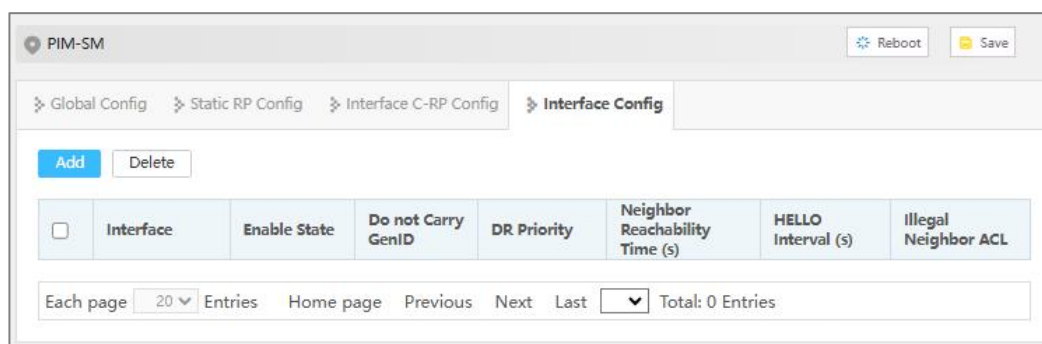 PIM-SM Reboot Save
Global Config Static RP Config Interface C-RP Config Interface Config
Add Delete
Interface Enable State Do not Carry GenID DR Priority Neighbor Reachability Time (s) HELLO Interval (s) Illegal Neighbor ACL
Each page 20 Entries Home page Previous Next Last Total: 0 Entries